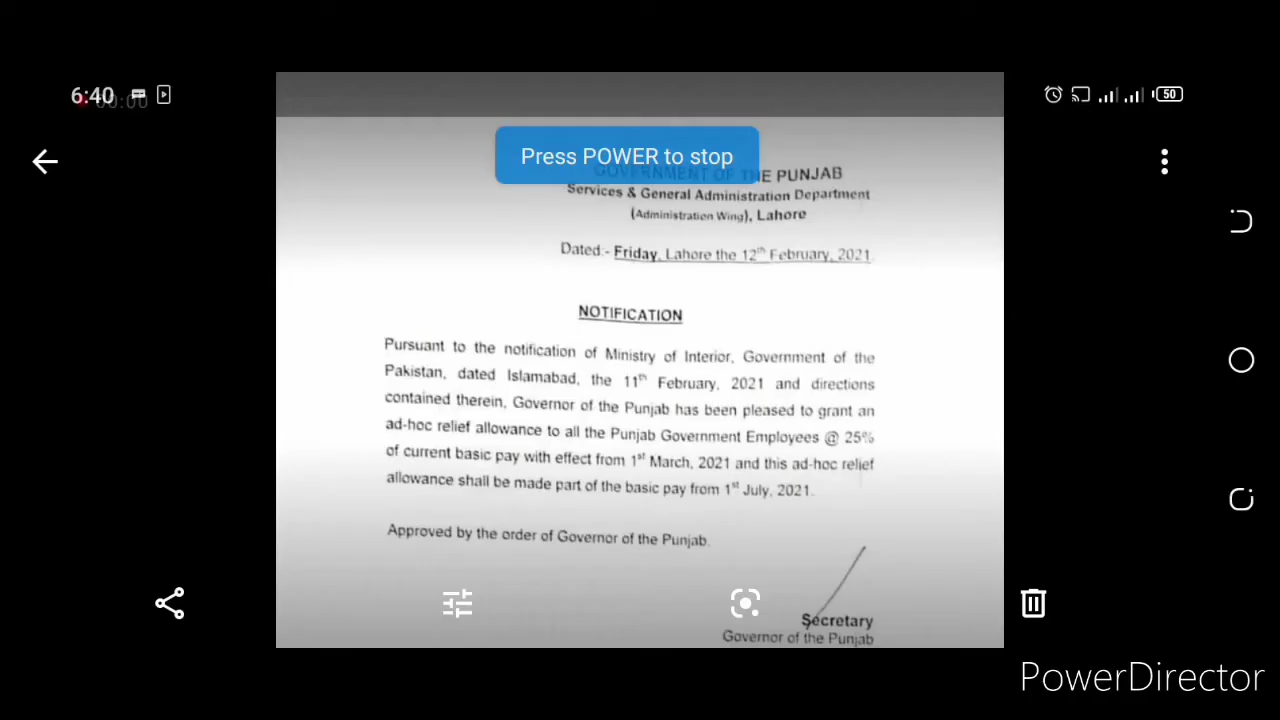 6:40
00:00
50
Press POWER to stop
GOVERNMENT OF THE PUNJAB
Services & General Administration Department
(Administration Wing), Lahore
Dated:- Friday, Lahore the 12th February, 2021.
NOTIFICATION
Pursuant to the notification of Ministry of Interior, Government of the
Pakistan, dated Islamabad, the 11th February, 2021 and directions
contained therein, Governor of the Punjab has been pleased to grant an
ad-hoc relief allowance to all the Punjab Government Employees @ 25%
of current basic pay with effect from 1st March, 2021 and this ad-hoc relief
allowance shall be made part of the basic pay from 1st July, 2021.
Approved by the order of Governor of the Punjab.
Secretary
Governor of the Punjab
PowerDirector